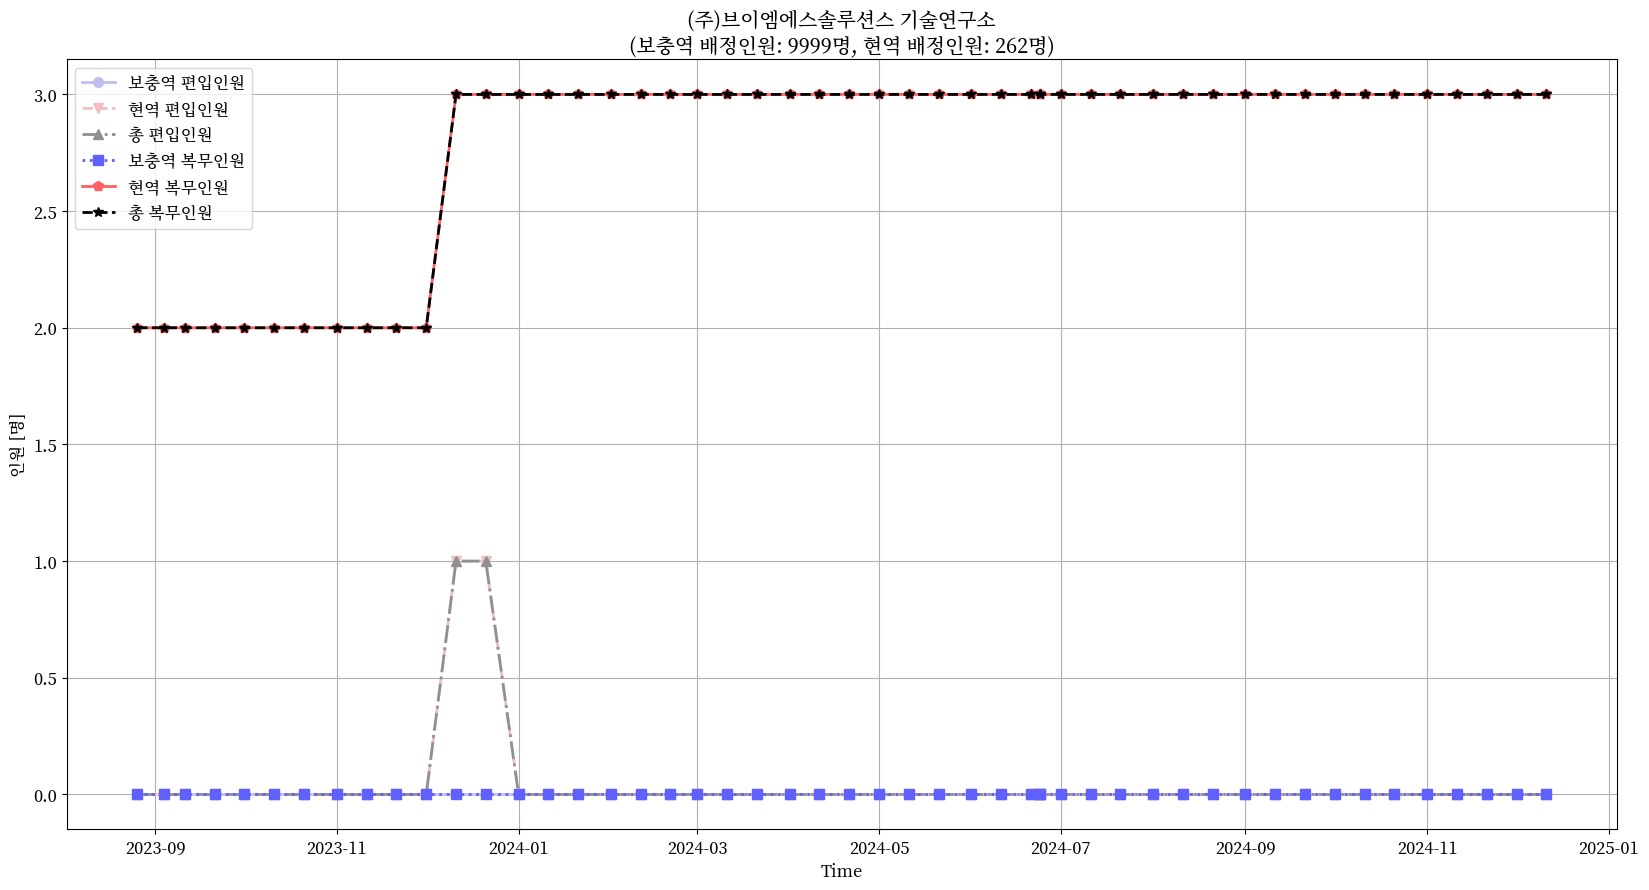 (주)브이엠에스솔루션스 기술연구소
(보충역 배정인원: 9999명, 현역 배정인원: 262명)
보충역 편입인원
현역 편입인원
총 편입인원
보충역 복무인원
현역 복무인원
총 복무인원
3.0
2.5
2.0
1.5
1.0
0.5
0.0
인원 [명]
2023-09 2023-11 2024-01 2024-03 2024-05 2024-07 2024-09 2024-11 2025-01
Time